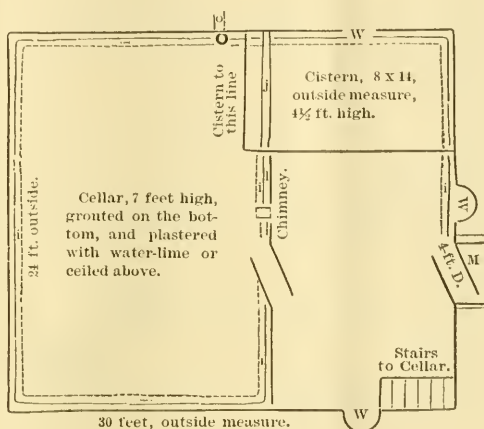 O
W
Cistern to
this line
j
Cistern, 8 x 14,
outside measure,
4½ ft. high.
24 ft. outside.
Cellar, 7 feet high,
grouted on the bot-
tom, and plastered
with water-lime or
ceiled above.
i
i
i
Chimney.
W
4-ft. D.
M
Stairs
to Cellar.
W
30 feet, outside measure.